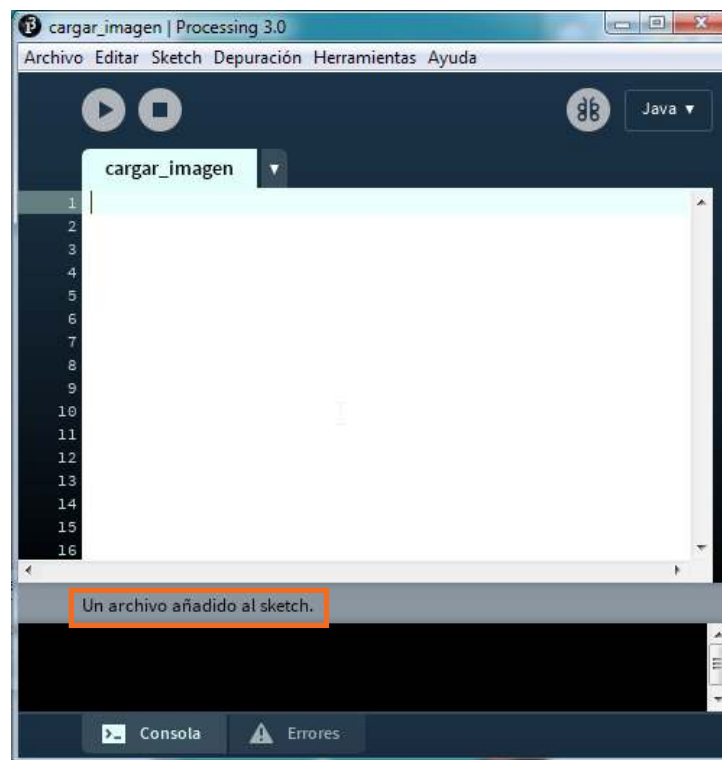 cargar_imagen | Processing 3.0
Archivo Editar Sketch Depuración Herramientas Ayuda
Java ▼
cargar_imagen ▼
1
2
3
4
5
6
7
8
9
10
11
12
13
14
15
16
Un archivo añadido al sketch.
Consola Errores